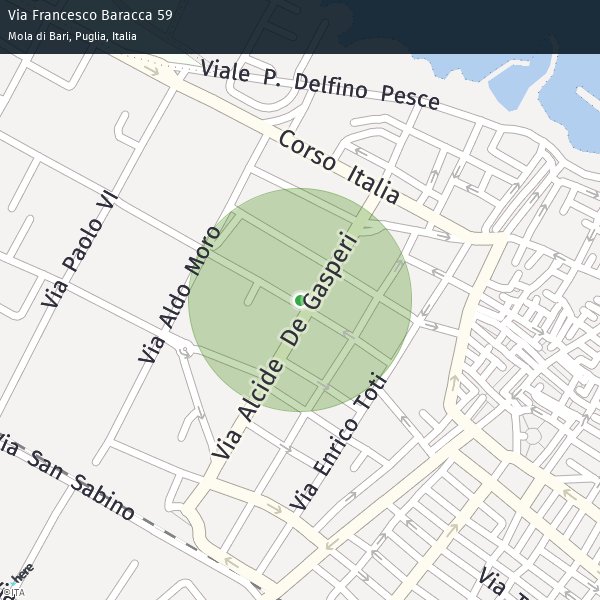 Via Francesco Baracca 59
Mola di Bari, Puglia, Italia
Viale P. Delfino Pesce
Corso Italia
Via Paolo VI
Via Aldo Moro
Via Alcide De Gasperi
Via Enrico Toti
Via San Sabino
Via
here
©ITA